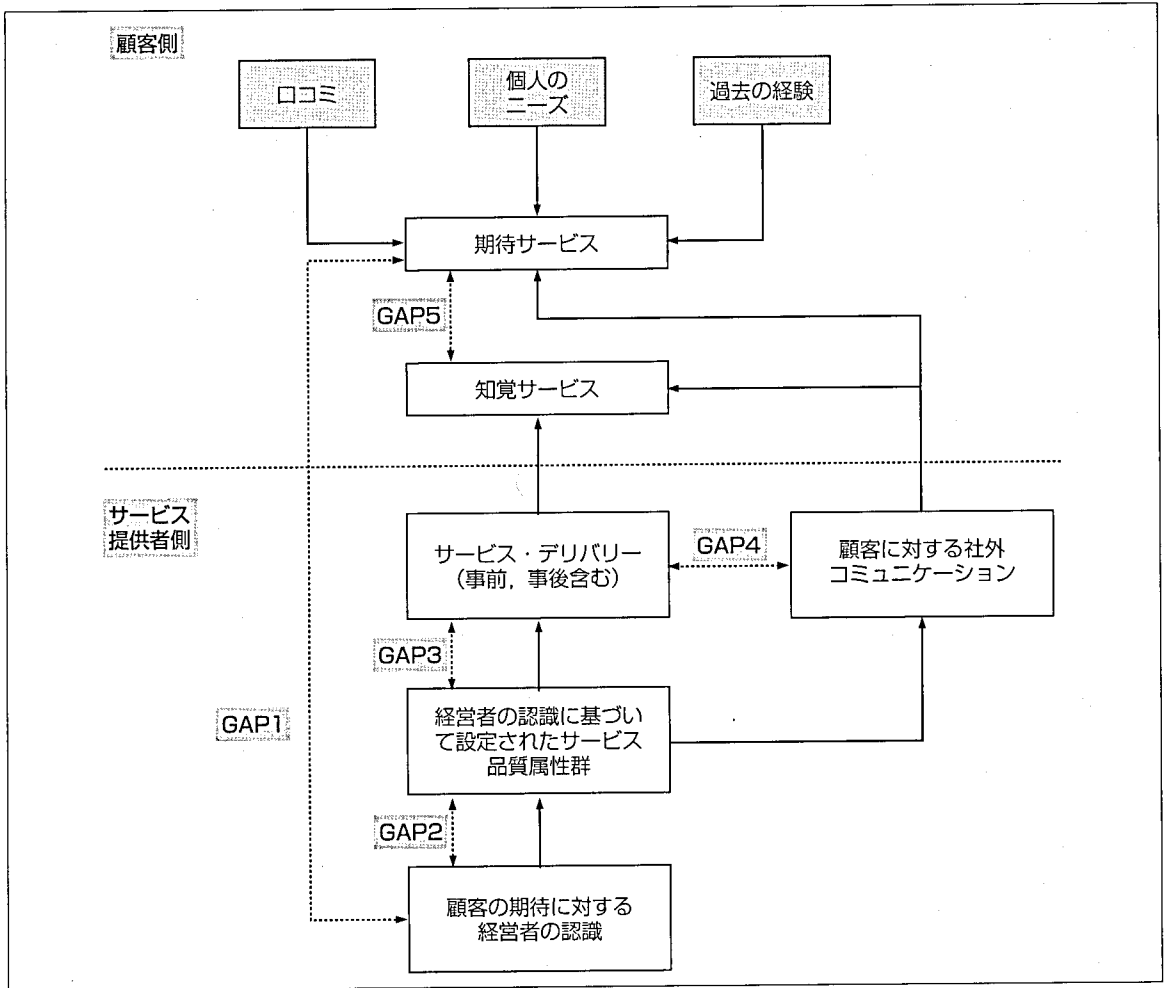 顧客側
口コミ
個人の
ニーズ
過去の経験
期待サービス
GAP5
知覚サービス
サービス
提供者側
サービス・デリバリー
（事前，事後含む）
GAP4
顧客に対する社外
コミュニケーション
GAP3
GAP1
経営者の認識に基づい
て設定されたサービス
品質属性群
GAP2
顧客の期待に対する
経営者の認識